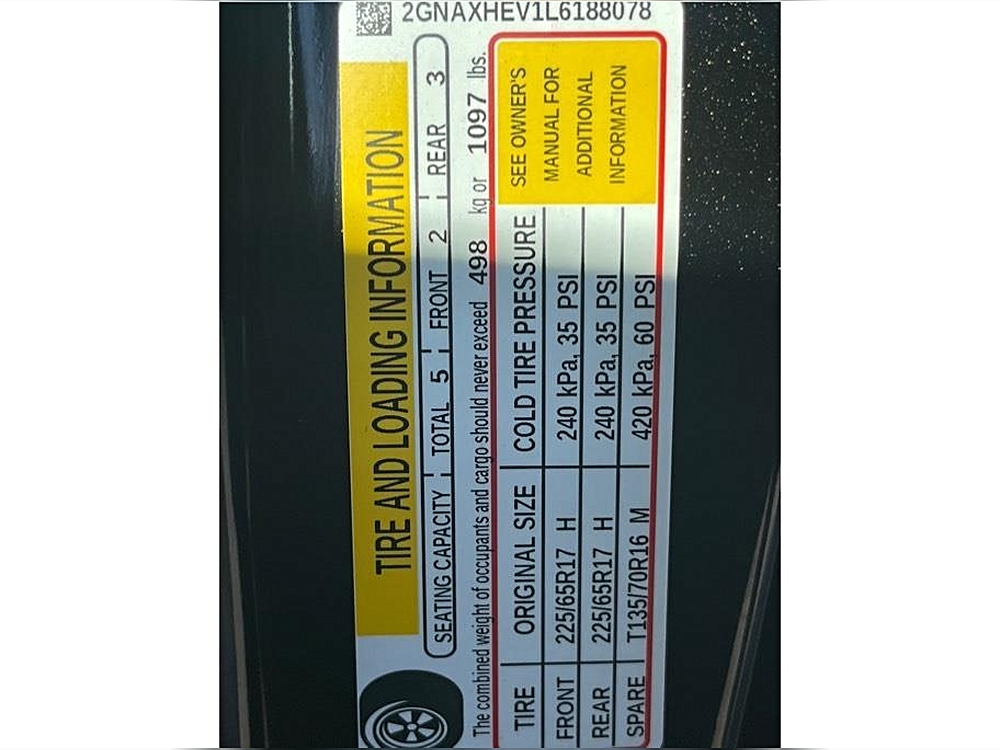 2GNAXHEV1L6188078
TIRE AND LOADING INFORMATION
SEATING CAPACITY TOTAL 5 FRONT 2 REAR 3
The combined weight of occupants and cargo should never exceed 498 kg or 1097 lbs.
TIRE ORIGINAL SIZE COLD TIRE PRESSURE
FRONT 225/65R17 H 240 kPa, 35 PSI
REAR 225/65R17 H 240 kPa, 35 PSI
SPARE T135/70R16 M 420 kPa, 60 PSI
SEE OWNER'S
MANUAL FOR
ADDITIONAL
INFORMATION